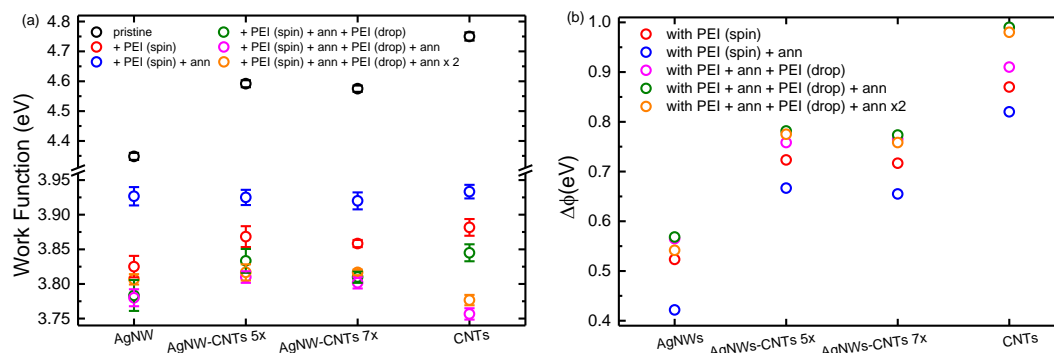 (a)
pristine
+ PEI (spin)
+ PEI (spin) + ann
+ PEI (spin) + ann + PEI (drop)
+ PEI (spin) + ann + PEI (drop) + ann
+ PEI (spin) + ann + PEI (drop) + ann x 2
Work Function (eV)
4.8
4.7
4.6
4.5
4.4
3.95
3.90
3.85
3.80
3.75
AgNW
AgNW-CNTs 5x
AgNW-CNTs 7x
CNTs
(b)
with PEI (spin)
with PEI (spin) + ann
with PEI + ann + PEI (drop)
with PEI + ann + PEI (drop) + ann
with PEI + ann + PEI (drop) + ann x2
Δϕ(eV)
1.0
0.9
0.8
0.7
0.6
0.5
0.4
AgNWs
AgNWs-CNTs 5x
AgNWs-CNTs 7x
CNTs